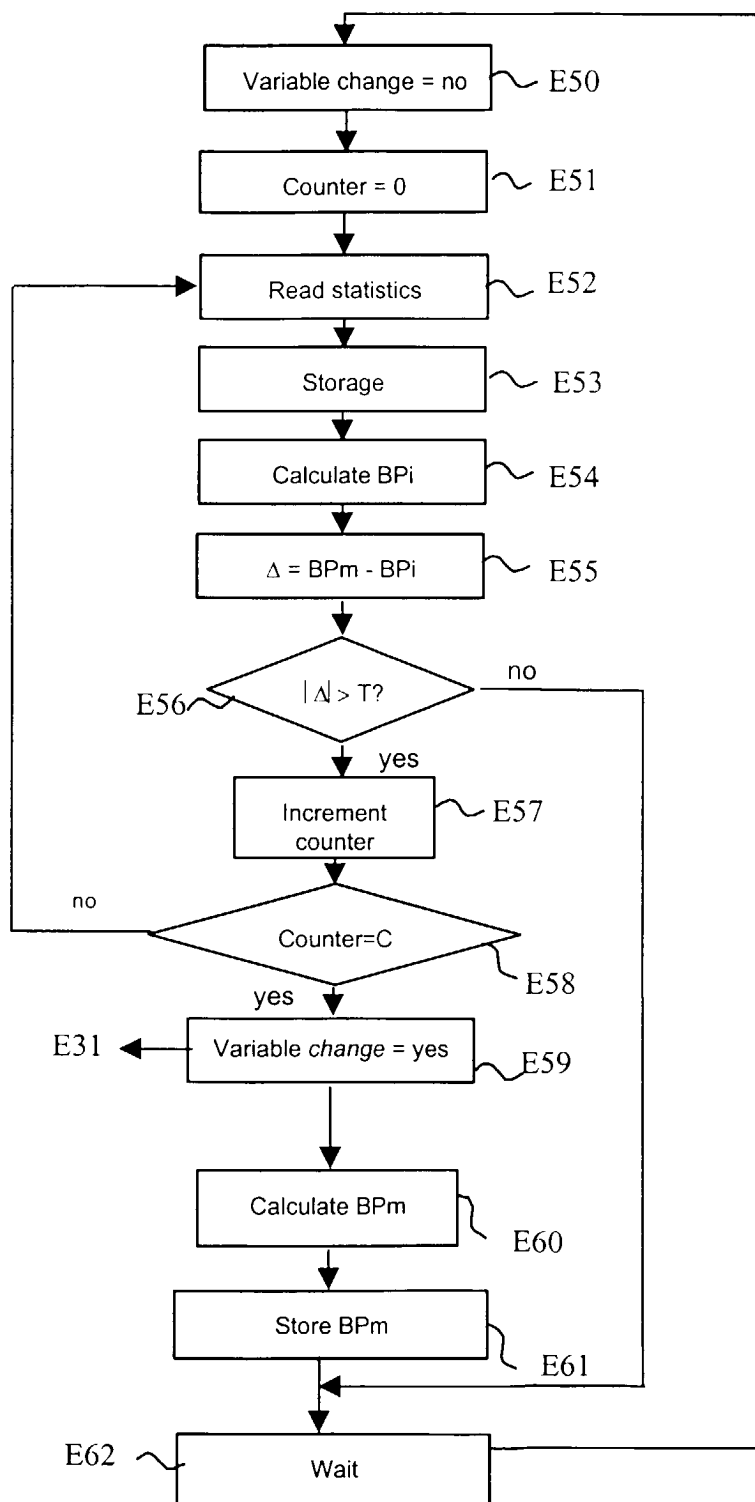 Variable change = no
E50
Counter = 0
E51
Read statistics
E52
Storage
E53
Calculate BPi
E54
Δ = BPm - BPi
E55
|Δ| > T?
E56
no
yes
Increment
counter
E57
no
Counter=C
E58
yes
E31
Variable change = yes
E59
Calculate BPm
E60
Store BPm
E61
E62
Wait